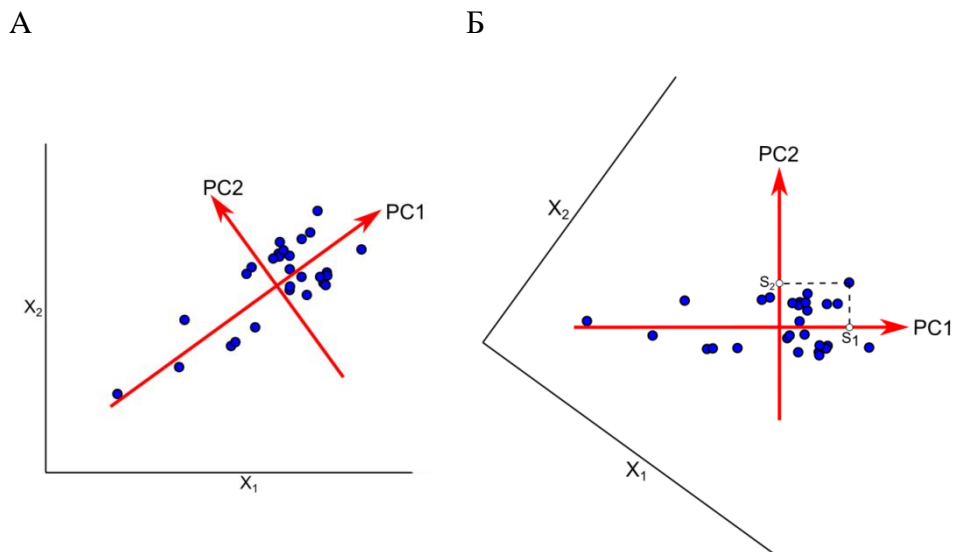 А
Б
PC2
PC1
X₂
X₁
PC2
X₂
S₂
PC1
S₁
X₁